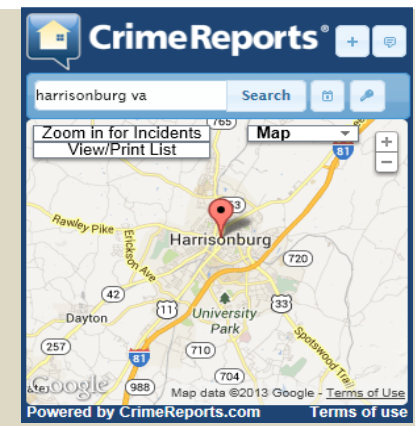 CrimeReports®
harrisonburg va Search
Zoom in for Incidents Map
View/Print List
765
81
753
Rawley Pike
Harrisonburg
Erickson Ave
720
42
11
33
Dayton
University
Park
Spotswood Trail
257
81
710
704
988
Google
Map data ©2013 Google - Terms of Use
Powered by CrimeReports.com Terms of use